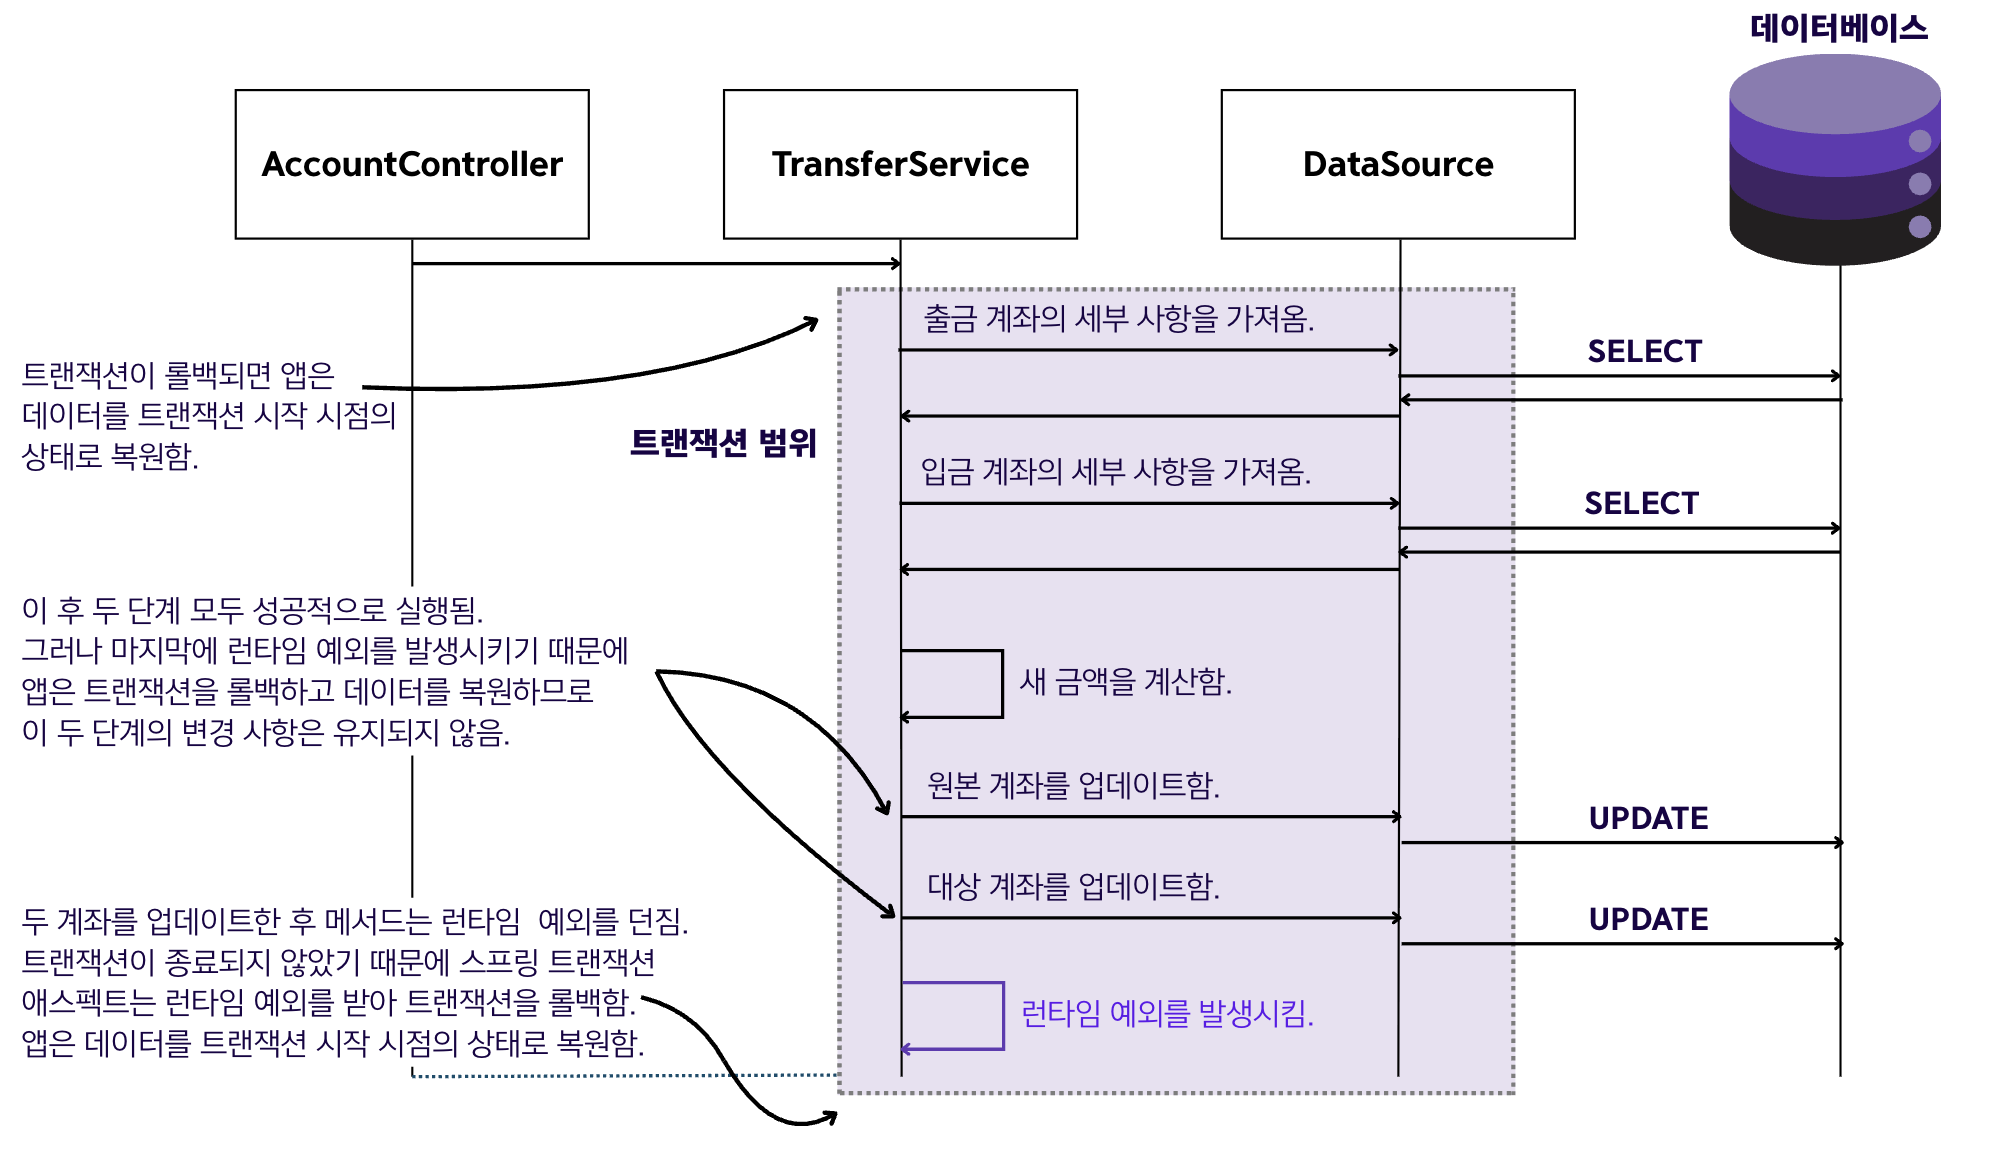 데이터베이스
AccountController
TransferService
DataSource
출금 계좌의 세부 사항을 가져옴.
SELECT
트랜잭션이 롤백되면 앱은
데이터를 트랜잭션 시작 시점의
상태로 복원함.
트랜잭션 범위
입금 계좌의 세부 사항을 가져옴.
SELECT
이 후 두 단계 모두 성공적으로 실행됨.
그러나 마지막에 런타임 예외를 발생시키기 때문에
앱은 트랜잭션을 롤백하고 데이터를 복원하므로
이 두 단계의 변경 사항은 유지되지 않음.
새 금액을 계산함.
원본 계좌를 업데이트함.
UPDATE
대상 계좌를 업데이트함.
UPDATE
두 계좌를 업데이트한 후 메서드는 런타임  예외를 던짐.
트랜잭션이 종료되지 않았기 때문에 스프링 트랜잭션
애스펙트는 런타임 예외를 받아 트랜잭션을 롤백함.
앱은 데이터를 트랜잭션 시작 시점의 상태로 복원함.
런타임 예외를 발생시킴.